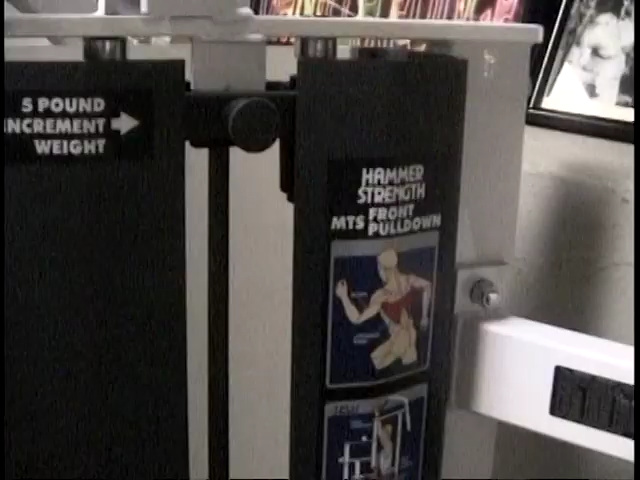 5 POUND
INCREMENT
WEIGHT
HAMMER
STRENGTH
MTS FRONT
PULLDOWN